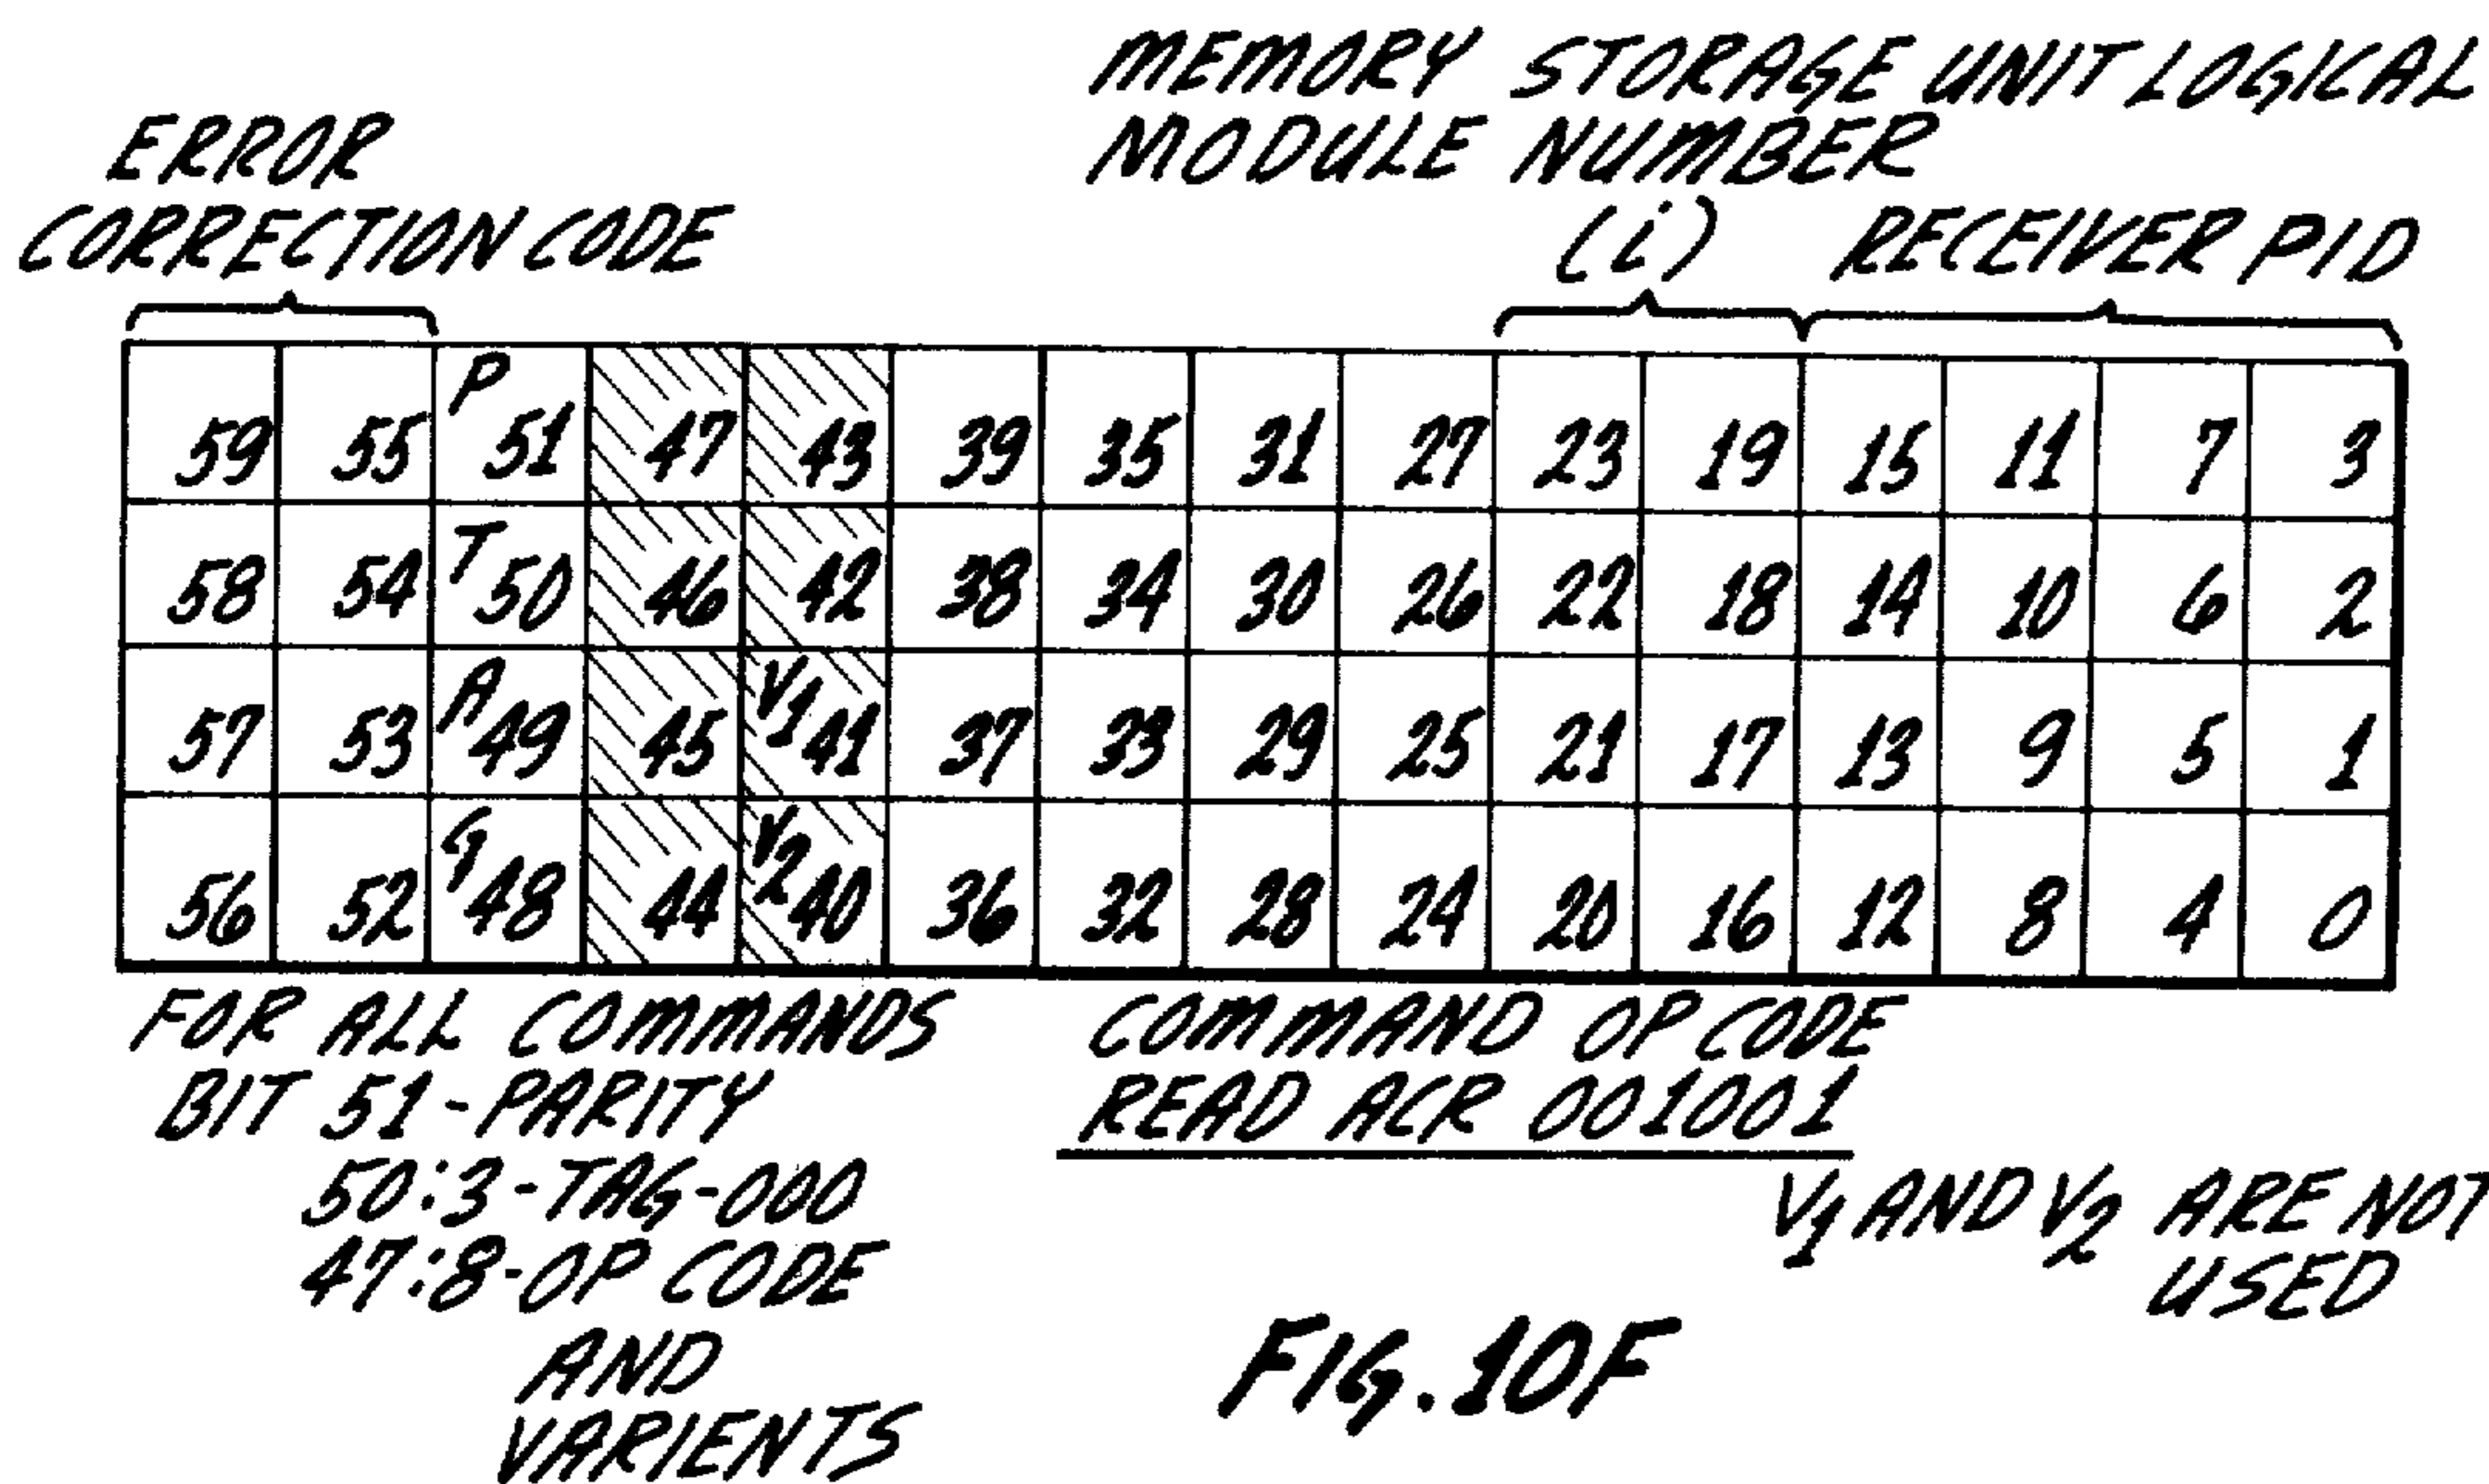 MEMORY STORAGE UNIT LOGICAL
MODULE NUMBER
(i) RECEIVER PID
ERROR
CORRECTION CODE
P
59 55 51 47 43 39 35 31 27 23 19 15 11 7 3
T
58 54 50 46 42 38 34 30 26 22 18 14 10 6 2
A V1
57 53 49 45 41 37 33 29 25 21 17 13 9 5 1
G V2
56 52 48 44 40 36 32 28 24 20 16 12 8 4 0
FOR ALL COMMANDS
BIT 51-PARITY
50:3-TAG-000
47:8-OP CODE
AND
VARIENTS
COMMAND OP CODE
READ ACR 001001
V1 AND V2 ARE NOT
USED
FIG. 10F